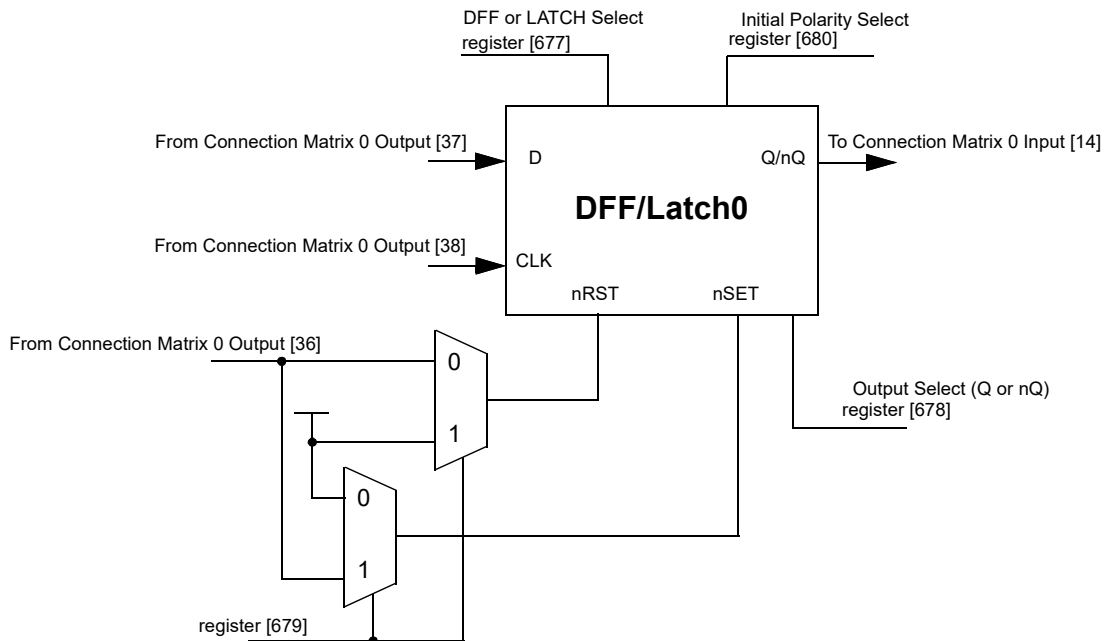 DFF or LATCH Select
register [677]
Initial Polarity Select
register [680]
From Connection Matrix 0 Output [37]
D
Q/nQ
To Connection Matrix 0 Input [14]
DFF/Latch0
From Connection Matrix 0 Output [38]
CLK
nRST
nSET
From Connection Matrix 0 Output [36]
0
1
Output Select (Q or nQ)
register [678]
0
1
register [679]